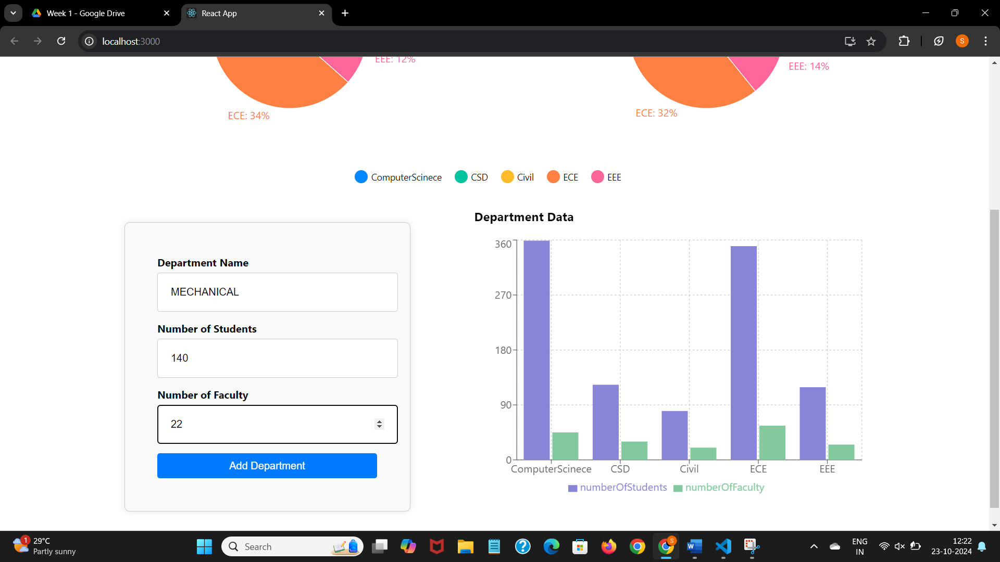 Week 1 - Google Drive
React App
localhost:3000
S
EEE: 12%
EEE: 14%
ECE: 34%
ECE: 32%
ComputerScinece CSD Civil ECE EEE
Department Data
Department Name
MECHANICAL
Number of Students
140
Number of Faculty
22
Add Department
360
270
180
90
0
ComputerScinece CSD Civil ECE EEE
numberOfStudents numberOfFaculty
1
29°C
Partly sunny
Search
S
ENG
IN
12:22
23-10-2024